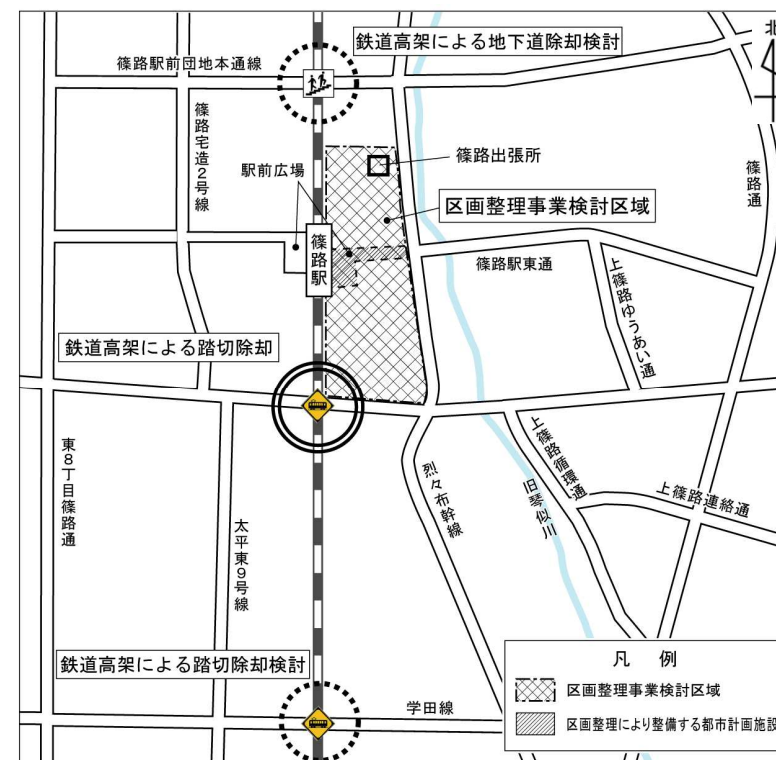 鉄道高架による地下道除却検討
北
篠路駅前団地本通線
篠路宅造2号線
駅前広場
篠路出張所
篠路通
区画整理事業検討区域
篠路駅
篠路駅東通
上篠路ゆうあい通
鉄道高架による踏切除却
東8丁目篠路通
太平東9号線
烈々布幹線
旧琴似川
上篠路循環通
上篠路連絡通
鉄道高架による踏切除却検討
学田線
凡 例
区画整理事業検討区域
区画整理により整備する都市計画施設